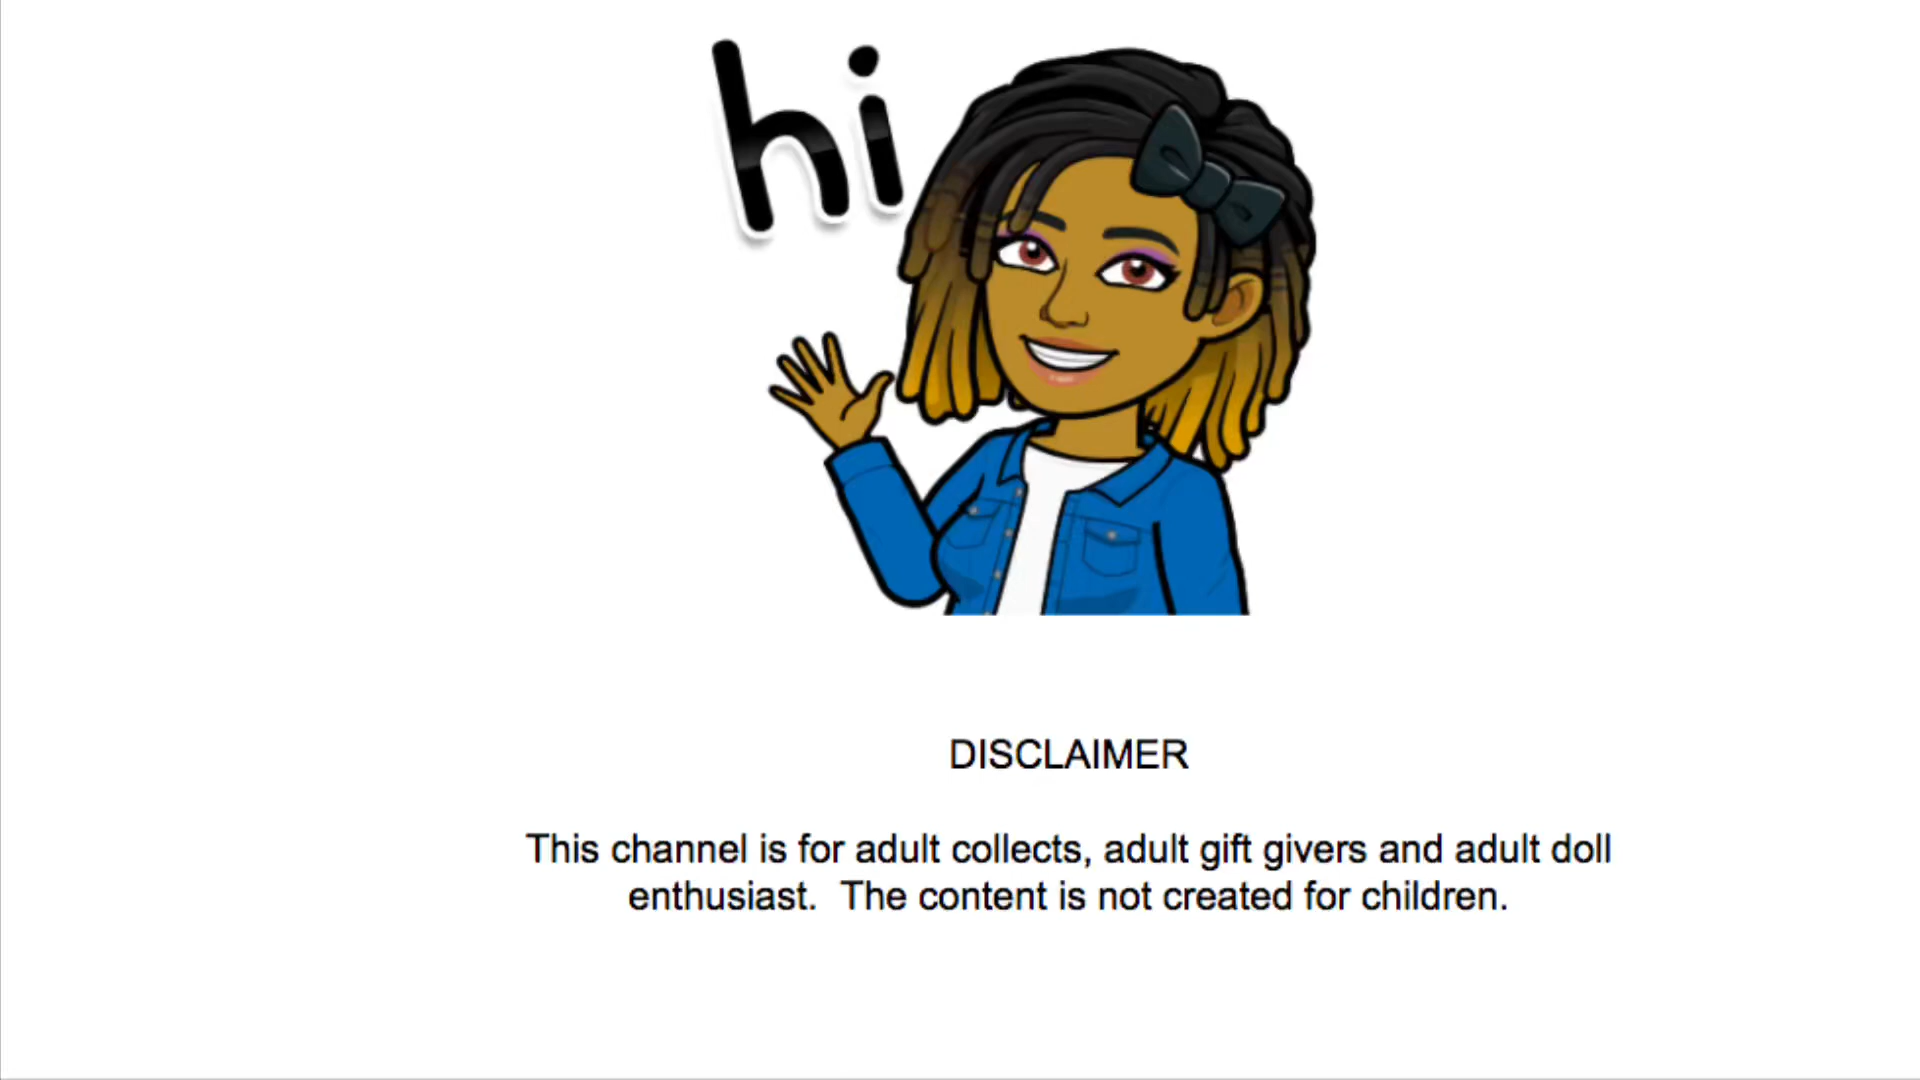 hi
DISCLAIMER
This channel is for adult collects, adult gift givers and adult doll
enthusiast.  The content is not created for children.